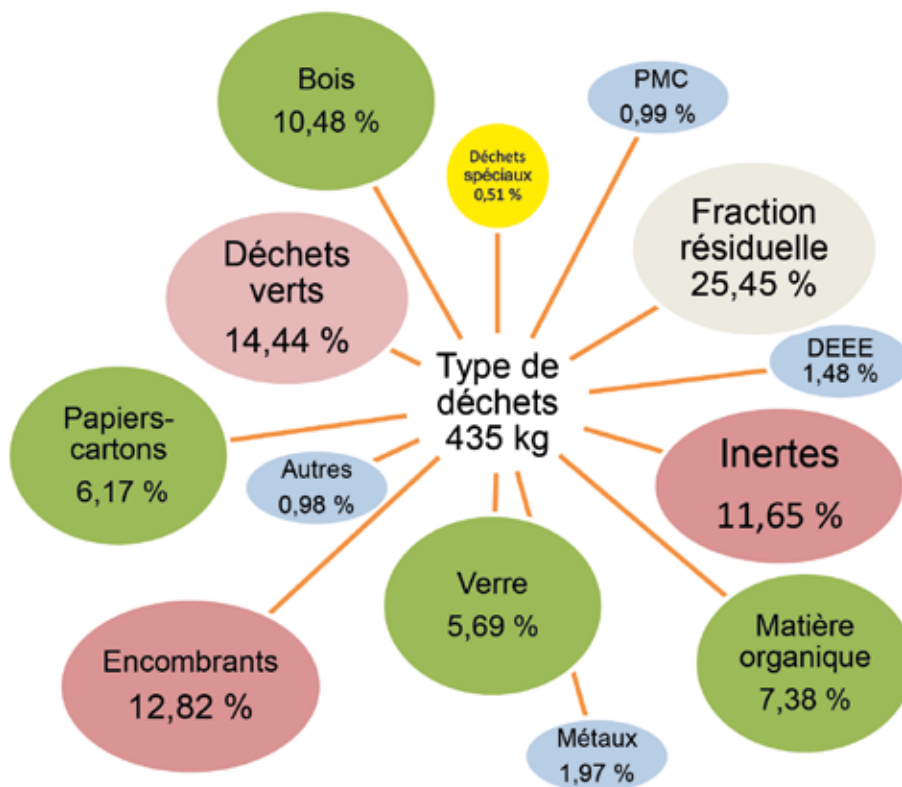 Bois
10,48 %
PMC
0,99 %
Déchets
spéciaux
0,51 %
Fraction
résiduelle
25,45 %
Déchets
verts
14,44 %
DEEE
1,48 %
Type de
déchets
435 kg
Papiers-
cartons
6,17 %
Autres
0,98 %
Inertes
11,65 %
Verre
5,69 %
Matière
organique
7,38 %
Encombrants
12,82 %
Métaux
1,97 %